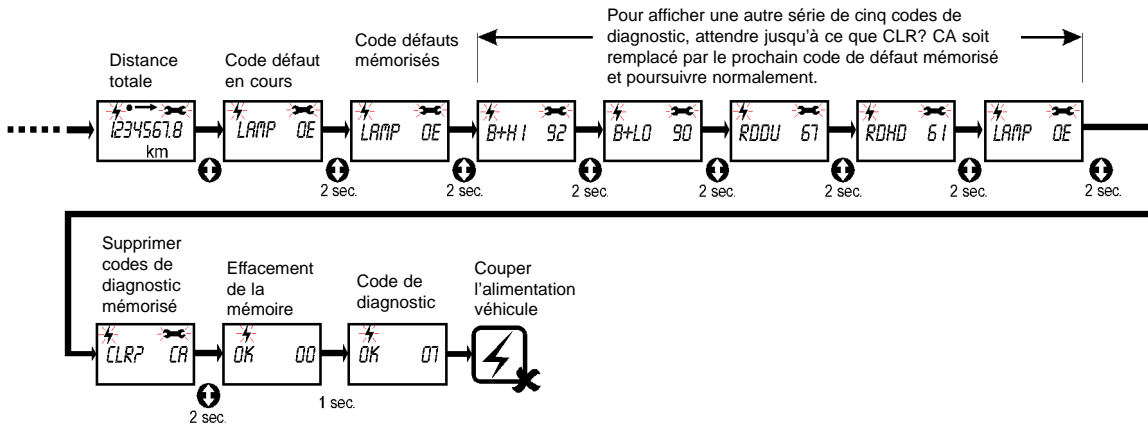 Pour afficher une autre série de cinq codes de
diagnostic, attendre jusqu'à ce que CLR? CA soit
remplacé par le prochain code de défaut mémorisé
et poursuivre normalement.
Distance
totale
Code défaut
en cours
Code défauts
mémorisés
1234567.8
km
LAMP 0E
LAMP 0E
B+HI 92
B+LO 90
RDDU 67
RDHD 61
LAMP 0E
2 sec.
2 sec.
2 sec.
2 sec.
2 sec.
2 sec.
2 sec.
Supprimer
codes de
diagnostic
mémorisé
Effacement
de la
mémoire
Code de
diagnostic
Couper
l'alimentation
véhicule
CLR? CA
OK 00
OK 07
2 sec.
1 sec.